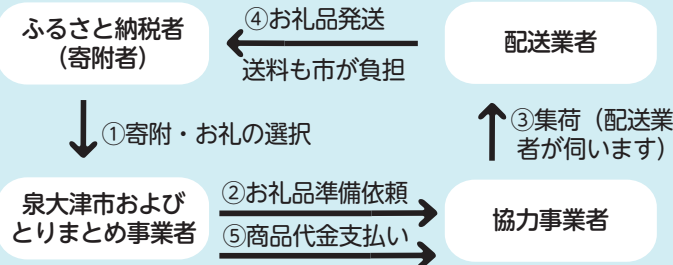 ふるさと納税者
（寄附者）
④お礼品発送
送料も市が負担
配送業者
①寄附・お礼の選択
③集荷（配送業
者が伺います）
泉大津市および
とりまとめ事業者
②お礼品準備依頼
⑤商品代金支払い
協力事業者